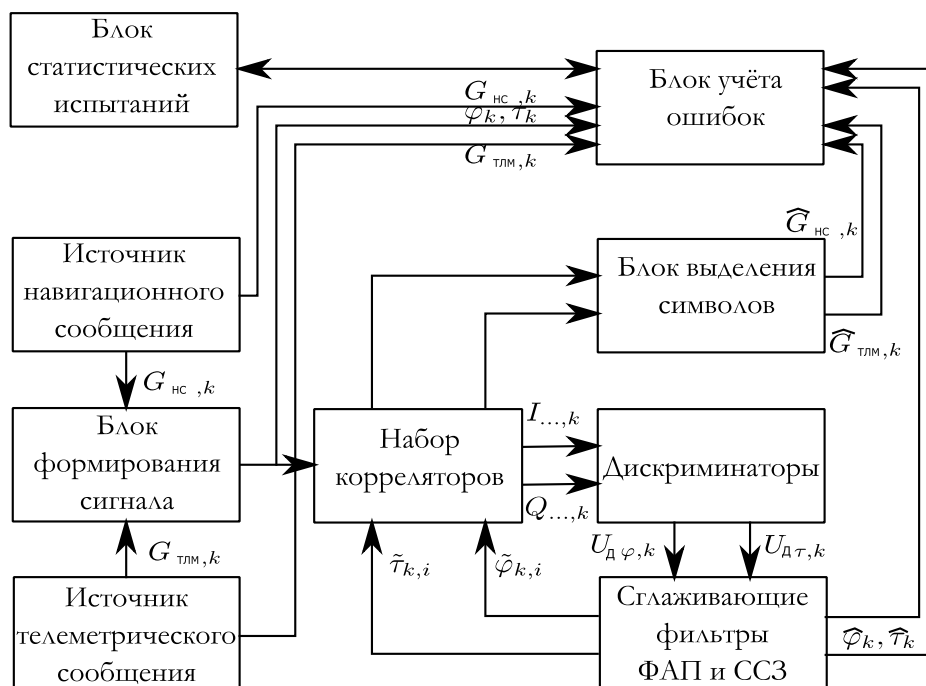 Блок
статистических
испытаний
Блок учёта
ошибок
G нс ,k
φk, τk
G тлм,k
Источник
навигационного
сообщения
Блок выделения
символов
Ĝ нс ,k
Ĝ тлм,k
G нс ,k
Блок
формирования
сигнала
Набор
корреляторов
I...,k
Q...,k
Дискриминаторы
G тлм,k
τ̃k,i
φ̃k,i
Uд φ,k
Uд τ,k
Источник
телеметрического
сообщения
Сглаживающие
фильтры
ФАП и ССЗ
φ̂k, τ̂k